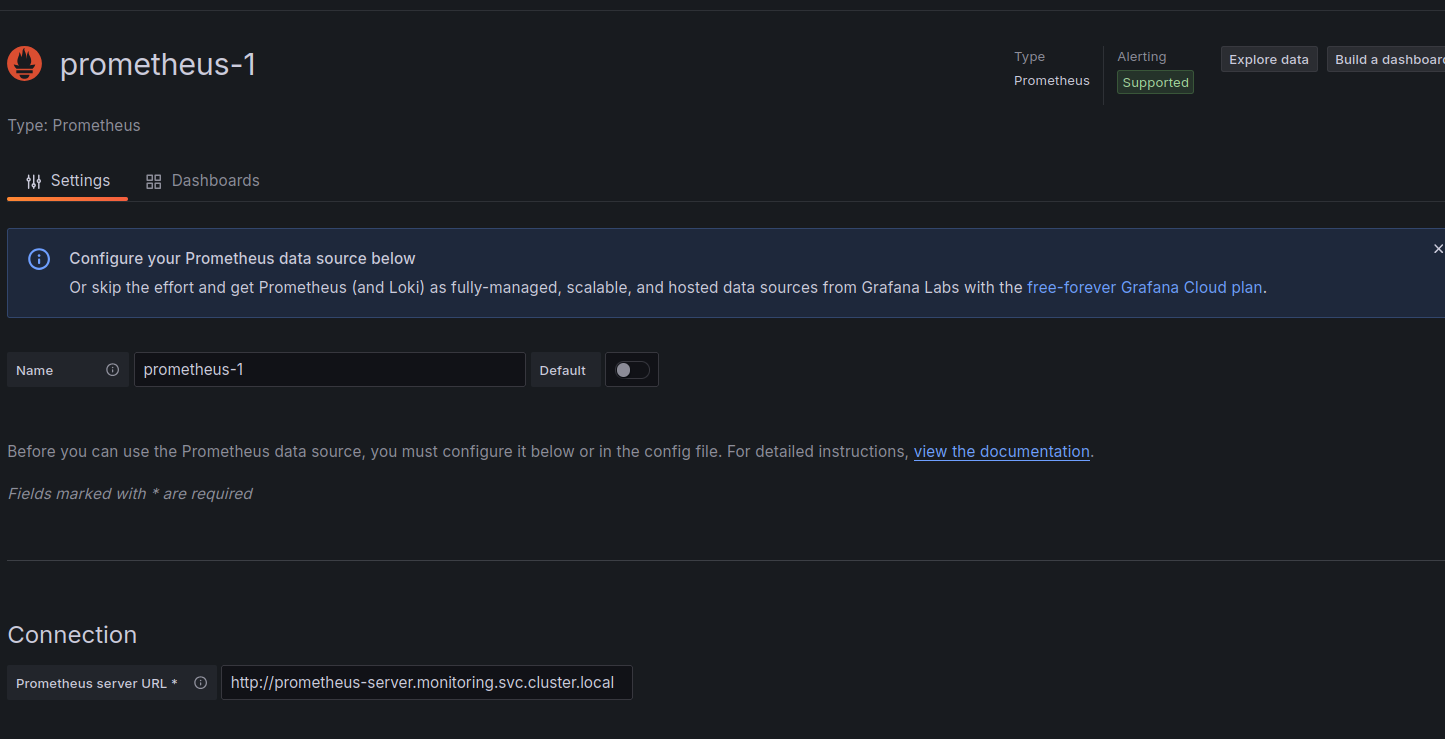 prometheus-1
Type
Prometheus
Alerting
Supported
Explore data
Build a dashboard
Type: Prometheus
Settings
Dashboards
Configure your Prometheus data source below
Or skip the effort and get Prometheus (and Loki) as fully-managed, scalable, and hosted data sources from Grafana Labs with the free-forever Grafana Cloud plan.
Name
prometheus-1
Default
Before you can use the Prometheus data source, you must configure it below or in the config file. For detailed instructions, view the documentation.
Fields marked with * are required
Connection
Prometheus server URL *
http://prometheus-server.monitoring.svc.cluster.local